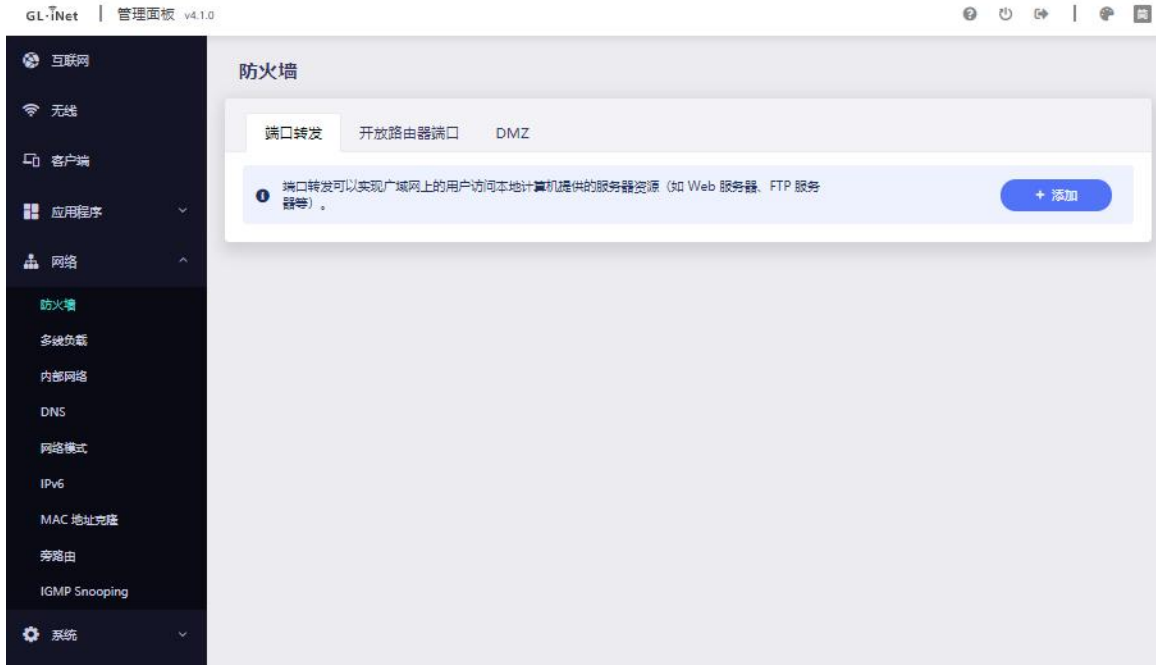 GL·iNet | 管理面板 v4.1.0
简
互联网
无线
客户端
应用程序
网络
防火墙
多线负载
内部网络
DNS
网络模式
IPv6
MAC 地址克隆
旁路由
IGMP Snooping
系统
防火墙
端口转发 开放路由器端口 DMZ
端口转发可以实现广域网上的用户访问本地计算机提供的服务器资源（如 Web 服务器、FTP 服务
器等）。
+ 添加